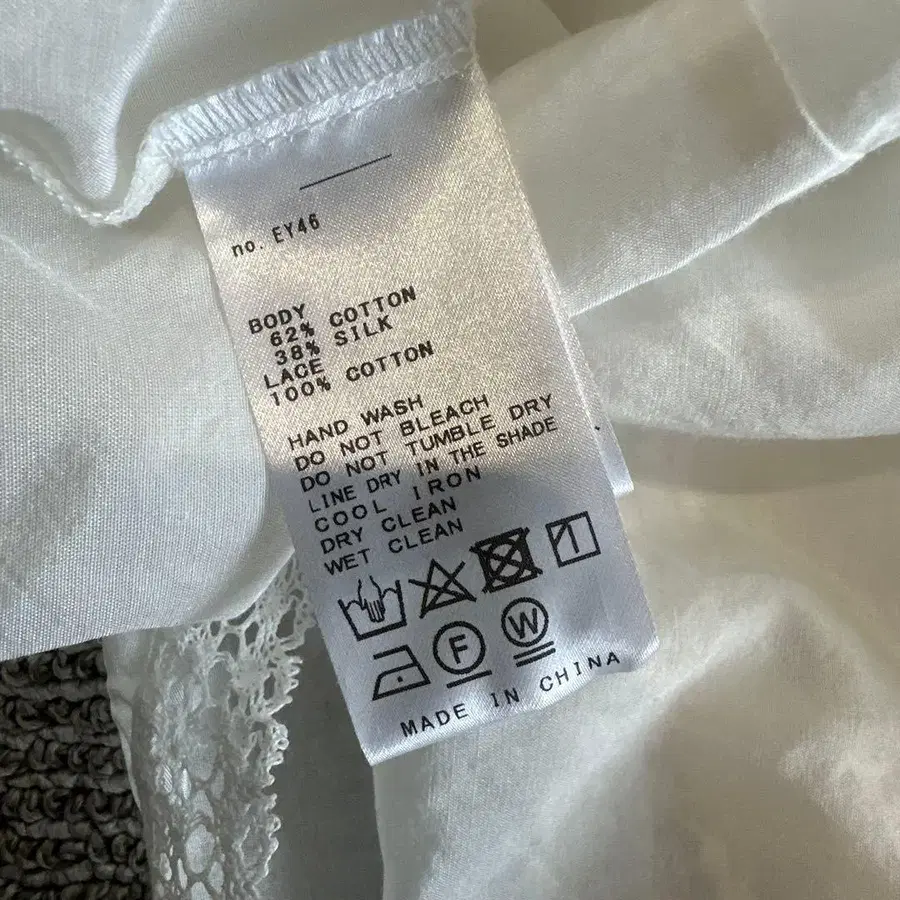 no. EY46
BODY
62% COTTON
38% SILK
LACE
100% COTTON
HAND WASH
DO NOT BLEACH
DO NOT TUMBLE DRY
LINE DRY IN THE SHADE
COOL IRON
DRY CLEAN
WET CLEAN
F W
MADE IN CHINA